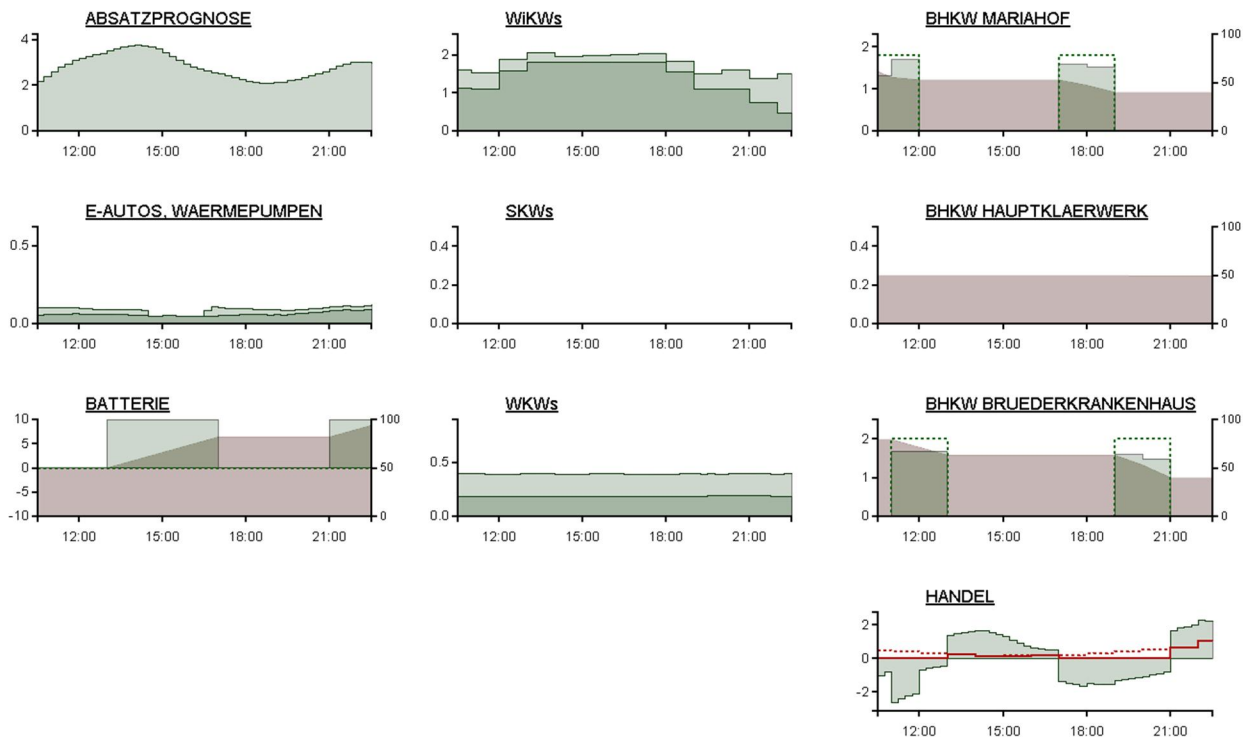 ABSATZPROGNOSE
4
2
0
12:00 15:00 18:00 21:00
WiKWs
2
1
0
12:00 15:00 18:00 21:00
BHKW MARIAHOF
2
1
0
100
50
0
12:00 15:00 18:00 21:00
E-AUTOS, WAERMEPUMPEN
0.5
0.0
12:00 15:00 18:00 21:00
SKWs
0.4
0.2
0.0
12:00 15:00 18:00 21:00
BHKW HAUPTKLAERWERK
0.4
0.2
0.0
100
50
0
12:00 15:00 18:00 21:00
BATTERIE
10
5
0
-5
-10
100
50
0
12:00 15:00 18:00 21:00
WKWs
0.5
0.0
12:00 15:00 18:00 21:00
BHKW BRUEDERKRANKENHAUS
2
1
0
100
50
0
12:00 15:00 18:00 21:00
HANDEL
2
0
-2
12:00 15:00 18:00 21:00